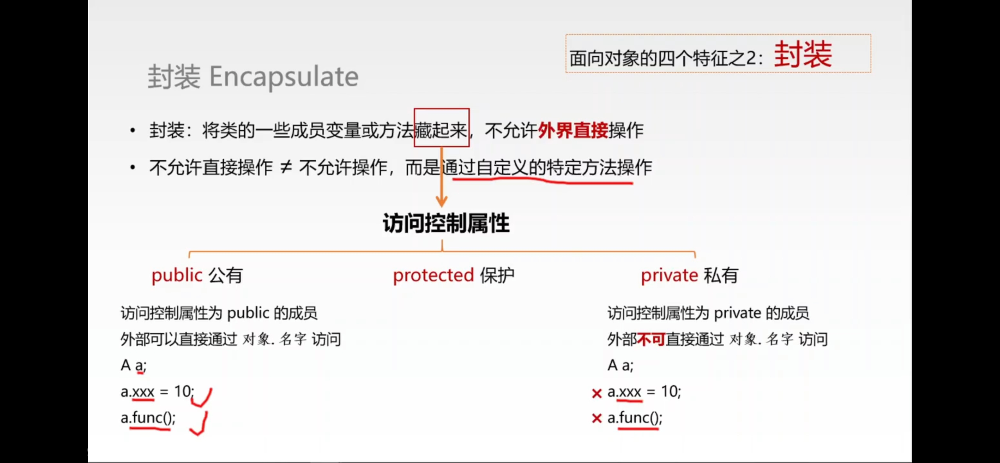 面向对象的四个特征之2：封装
封装 Encapsulate
• 封装：将类的一些成员变量或方法藏起来，不允许外界直接操作
• 不允许直接操作 ≠ 不允许操作，而是通过自定义的特定方法操作
访问控制属性
public 公有
protected 保护
private 私有
访问控制属性为 public 的成员
外部可以直接通过 对象. 名字 访问
A a;
a.xxx = 10;
a.func();
访问控制属性为 private 的成员
外部不可直接通过 对象. 名字 访问
A a;
× a.xxx = 10;
× a.func();